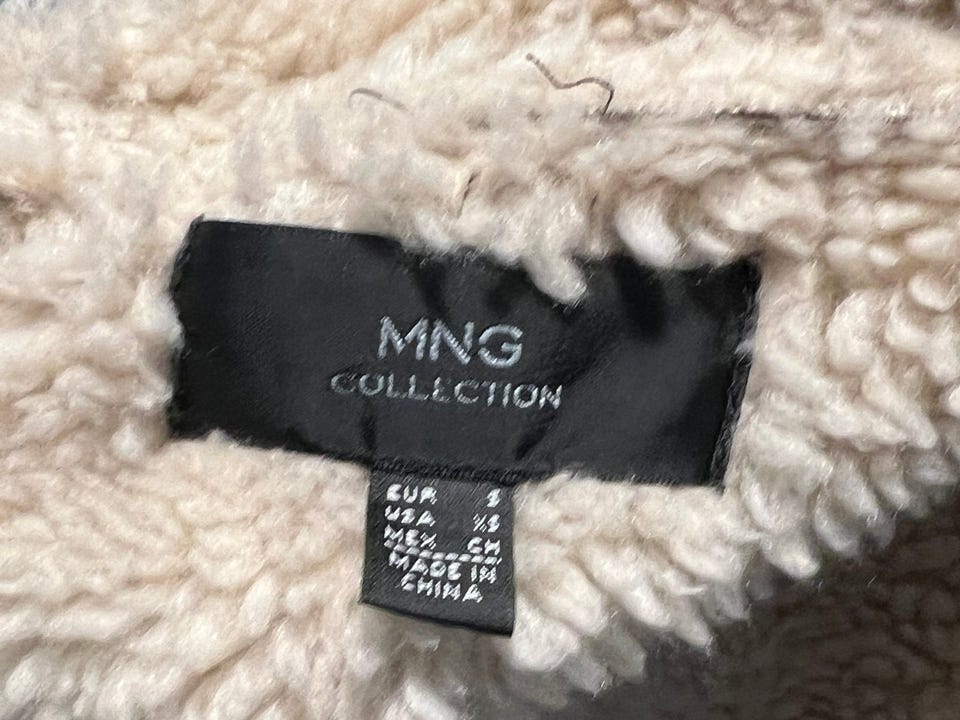 MNG
COLLECTION
EUR S
USA XS
MEX CH
MADE IN
CHINA